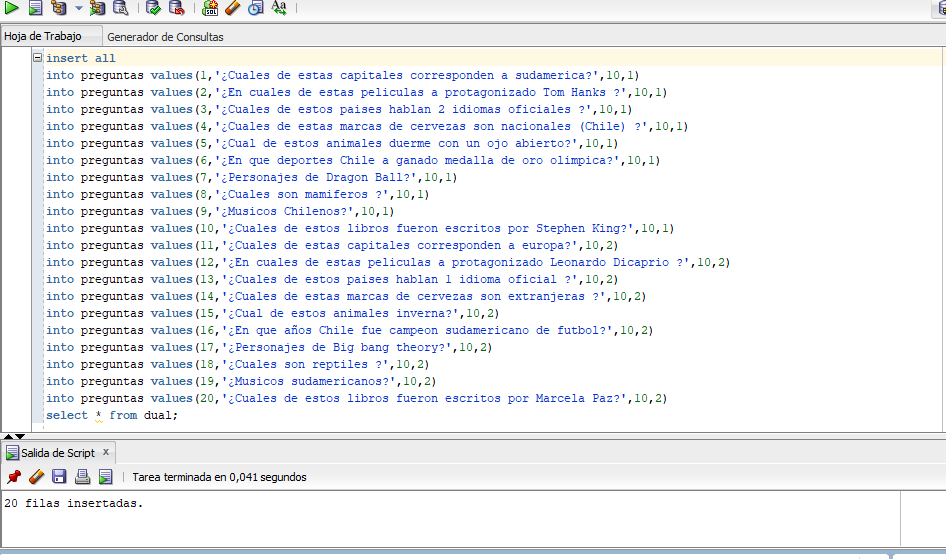 Hoja de Trabajo
Generador de Consultas
insert all
into preguntas values(1,'¿Cuales de estas capitales corresponden a sudamerica?',10,1)
into preguntas values(2,'¿En cuales de estas peliculas a protagonizado Tom Hanks ?',10,1)
into preguntas values(3,'¿Cuales de estos paises hablan 2 idiomas oficiales ?',10,1)
into preguntas values(4,'¿Cuales de estas marcas de cervezas son nacionales (Chile) ?',10,1)
into preguntas values(5,'¿Cual de estos animales duerme con un ojo abierto?',10,1)
into preguntas values(6,'¿En que deportes Chile a ganado medalla de oro olimpica?',10,1)
into preguntas values(7,'¿Personajes de Dragon Ball?',10,1)
into preguntas values(8,'¿Cuales son mamiferos ?',10,1)
into preguntas values(9,'¿Musicos Chilenos?',10,1)
into preguntas values(10,'¿Cuales de estos libros fueron escritos por Stephen King?',10,1)
into preguntas values(11,'¿Cuales de estas capitales corresponden a europa?',10,2)
into preguntas values(12,'¿En cuales de estas peliculas a protagonizado Leonardo Dicaprio ?',10,2)
into preguntas values(13,'¿Cuales de estos paises hablan 1 idioma oficial ?',10,2)
into preguntas values(14,'¿Cuales de estas marcas de cervezas son extranjeras ?',10,2)
into preguntas values(15,'¿Cual de estos animales inverna?',10,2)
into preguntas values(16,'¿En que años Chile fue campeon sudamericano de futbol?',10,2)
into preguntas values(17,'¿Personajes de Big bang theory?',10,2)
into preguntas values(18,'¿Cuales son reptiles ?',10,2)
into preguntas values(19,'¿Musicos sudamericanos?',10,2)
into preguntas values(20,'¿Cuales de estos libros fueron escritos por Marcela Paz?',10,2)
select * from dual;
Salida de Script x
Tarea terminada en 0,041 segundos
20 filas insertadas.